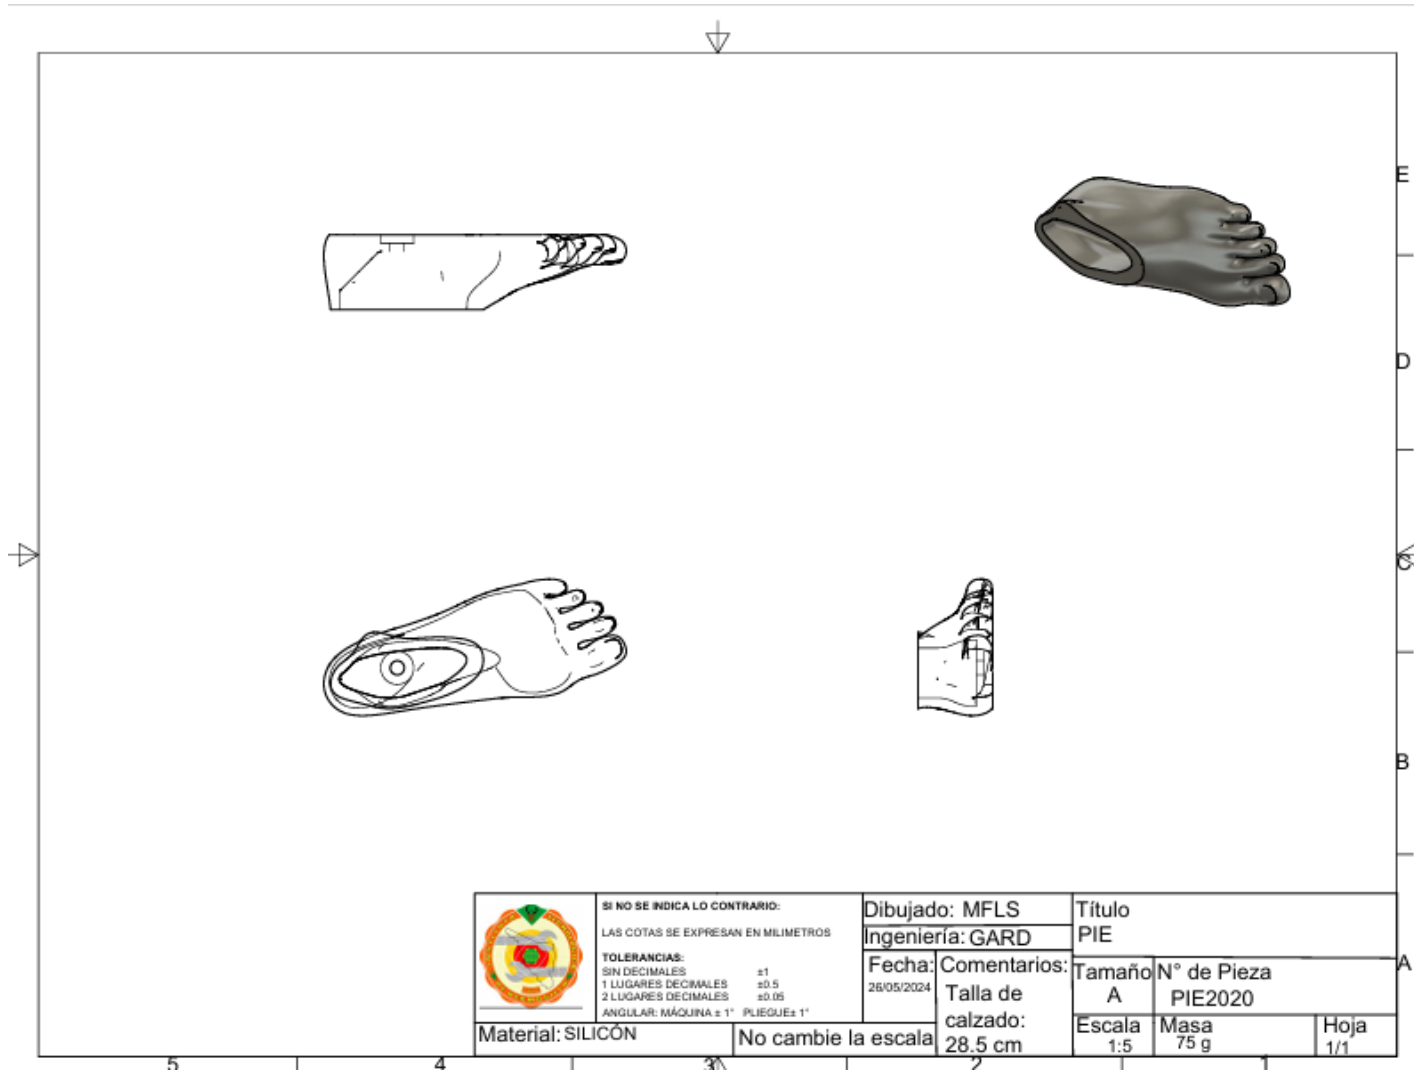 E
D
C
B
A
SI NO SE INDICA LO CONTRARIO:
LAS COTAS SE EXPRESAN EN MILIMETROS
TOLERANCIAS:
SIN DECIMALES ±1
1 LUGARES DECIMALES ±0.5
2 LUGARES DECIMALES ±0.05
ANGULAR: MÁQUINA ± 1° PLIEGUE± 1°
Material: SILICÓN
No cambie la escala
Dibujado: MFLS
Ingeniería: GARD
Fecha:
26/05/2024
Comentarios:
Talla de
calzado:
28.5 cm
Título
PIE
Tamaño
A
N° de Pieza
PIE2020
Escala
1:5
Masa
75 g
Hoja
1/1
5 4 3 2 1